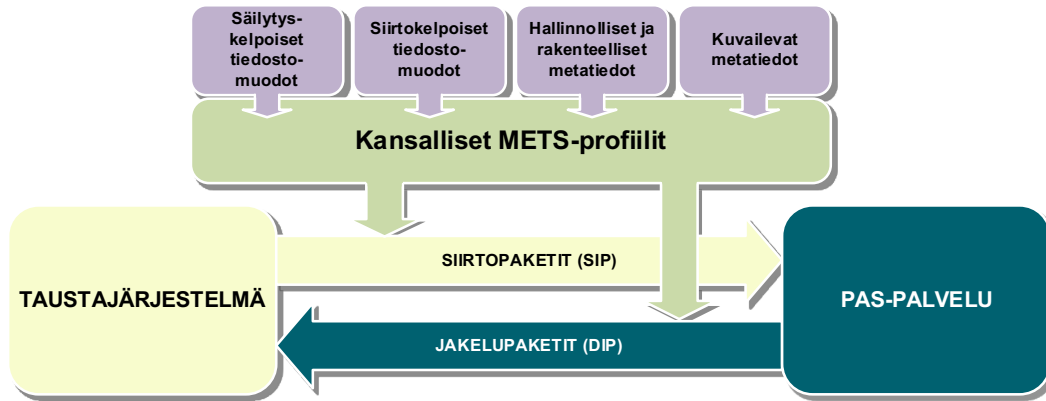 Säilytys-
kelpoiset
tiedosto-
muodot
Siirtokelpoiset
tiedosto-
muodot
Hallinnolliset ja
rakenteelliset
metatiedot
Kuvailevat
metatiedot
Kansalliset METS-profiilit
TAUSTAJÄRJESTELMÄ
SIIRTOPAKETIT (SIP)
JAKELUPAKETIT (DIP)
PAS-PALVELU